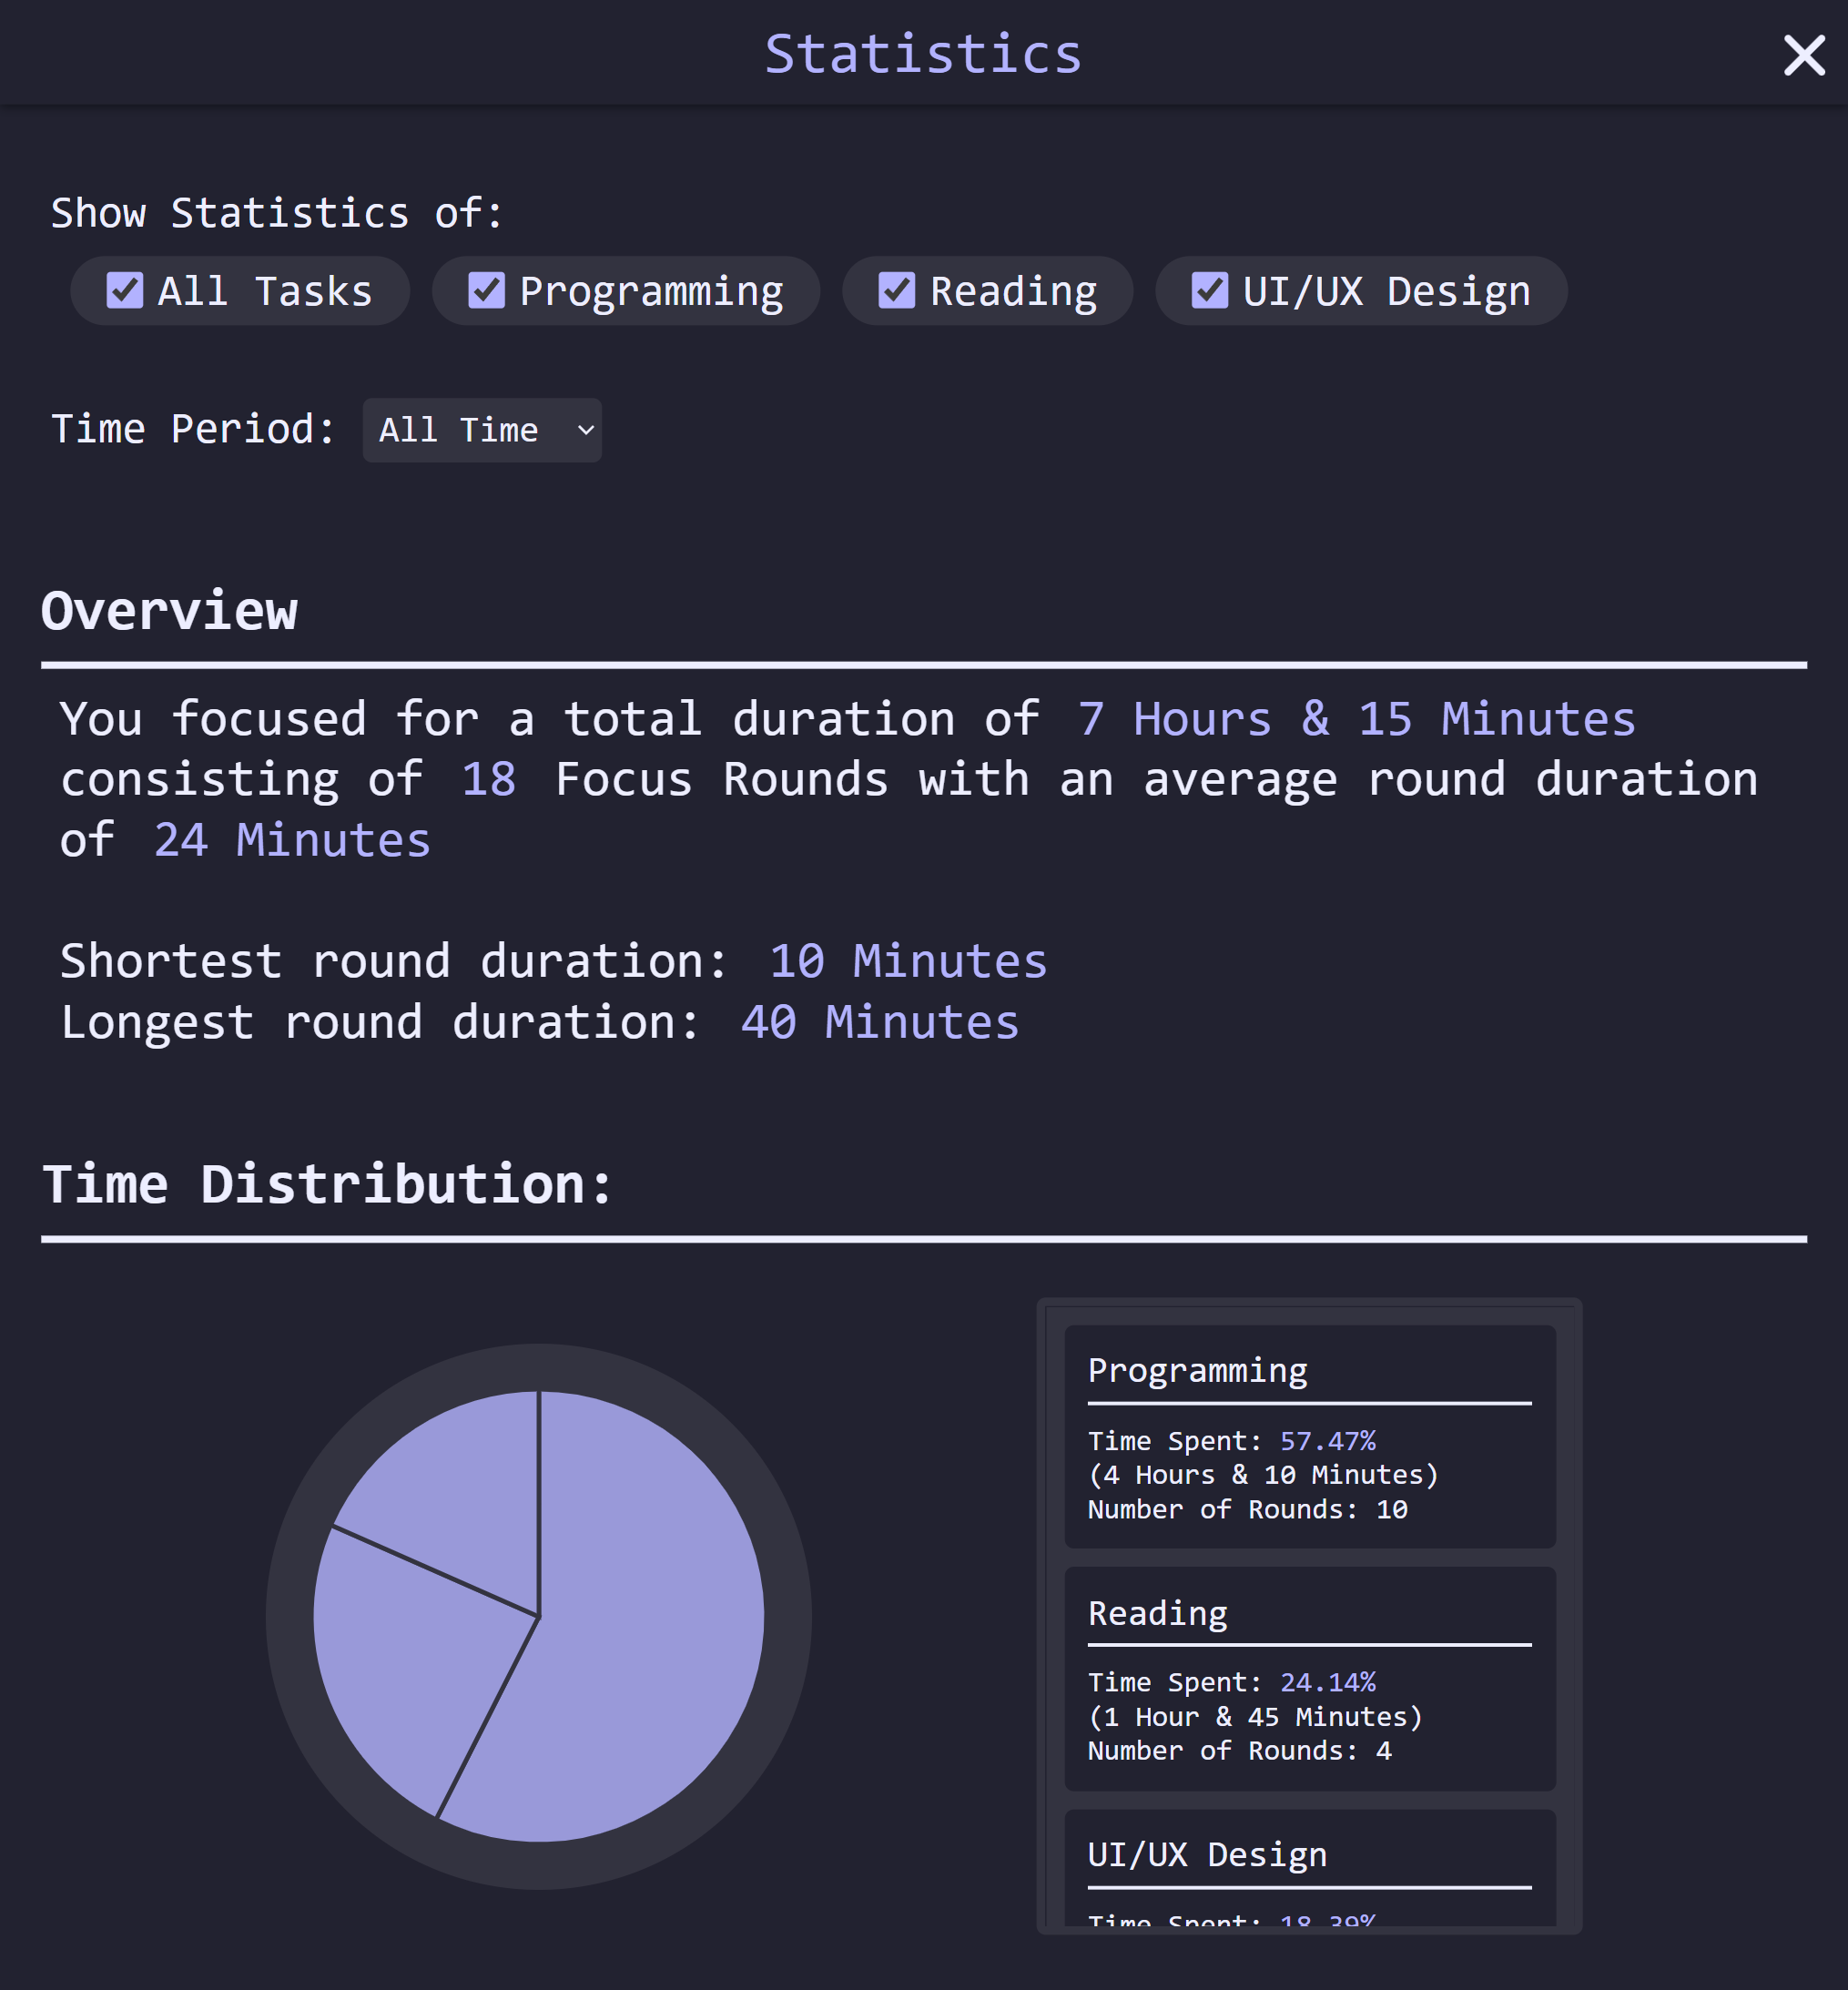 Statistics
Show Statistics of:
All Tasks Programming Reading UI/UX Design
Time Period: All Time
Overview
You focused for a total duration of 7 Hours & 15 Minutes
consisting of 18 Focus Rounds with an average round duration
of 24 Minutes
Shortest round duration: 10 Minutes
Longest round duration: 40 Minutes
Time Distribution:
Programming
Time Spent: 57.47%
(4 Hours & 10 Minutes)
Number of Rounds: 10
Reading
Time Spent: 24.14%
(1 Hour & 45 Minutes)
Number of Rounds: 4
UI/UX Design
Time Spent: 18.39%